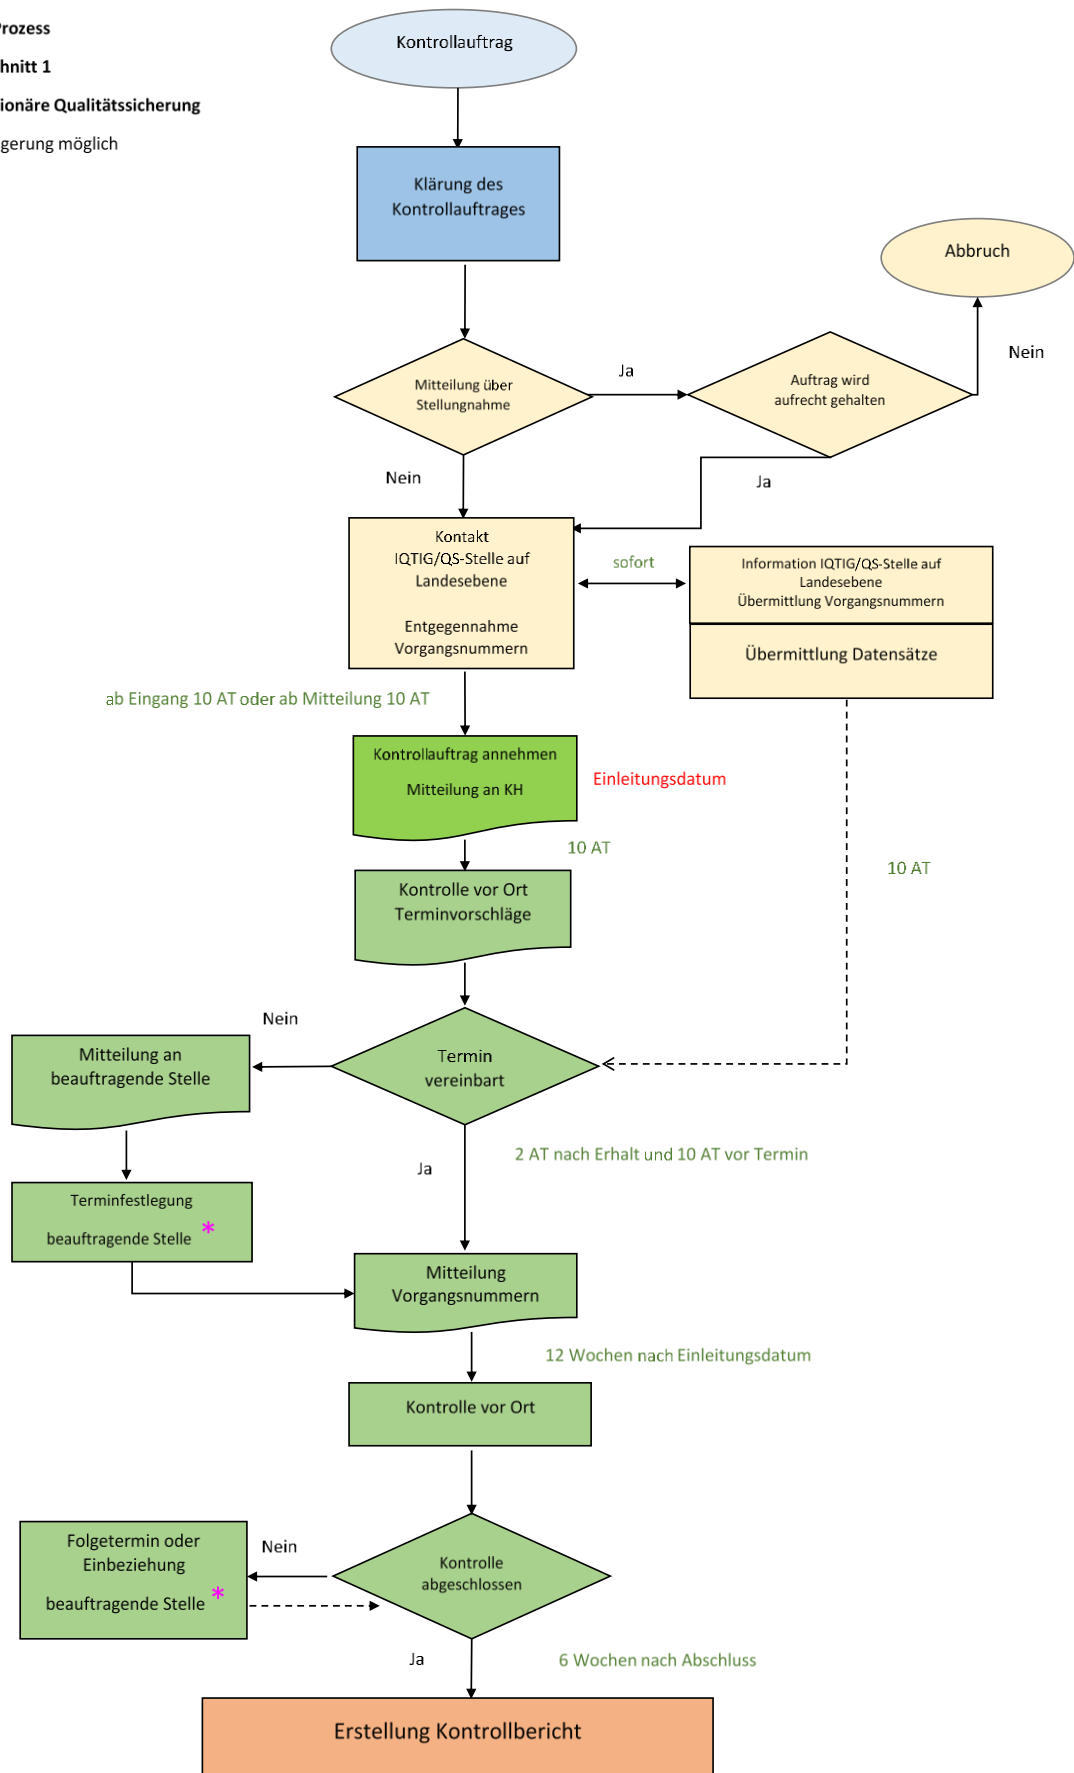 Prozess
hnitt 1
ionäre Qualitätssicherung
gerung möglich
Kontrollauftrag
Klärung des
Kontrollauftrages
Abbruch
Nein
Ja
Mitteilung über
Stellungnahme
Auftrag wird
aufrecht gehalten
Nein
Ja
Kontakt
IQTIG/QS-Stelle auf
Landesebene
Entgegennahme
Vorgangsnummern
sofort
Information IQTIG/QS-Stelle auf
Landesebene
Übermittlung Vorgangsnummern
Übermittlung Datensätze
ab Eingang 10 AT oder ab Mitteilung 10 AT
Kontrollauftrag annehmen
Mitteilung an KH
Einleitungsdatum
10 AT
10 AT
Kontrolle vor Ort
Terminvorschläge
Nein
Mitteilung an
beauftragende Stelle
Termin
vereinbart
Ja
2 AT nach Erhalt und 10 AT vor Termin
Terminfestlegung
beauftragende Stelle *
Mitteilung
Vorgangsnummern
12 Wochen nach Einleitungsdatum
Kontrolle vor Ort
Folgetermin oder
Einbeziehung
beauftragende Stelle *
Nein
Kontrolle
abgeschlossen
Ja
6 Wochen nach Abschluss
Erstellung Kontrollbericht